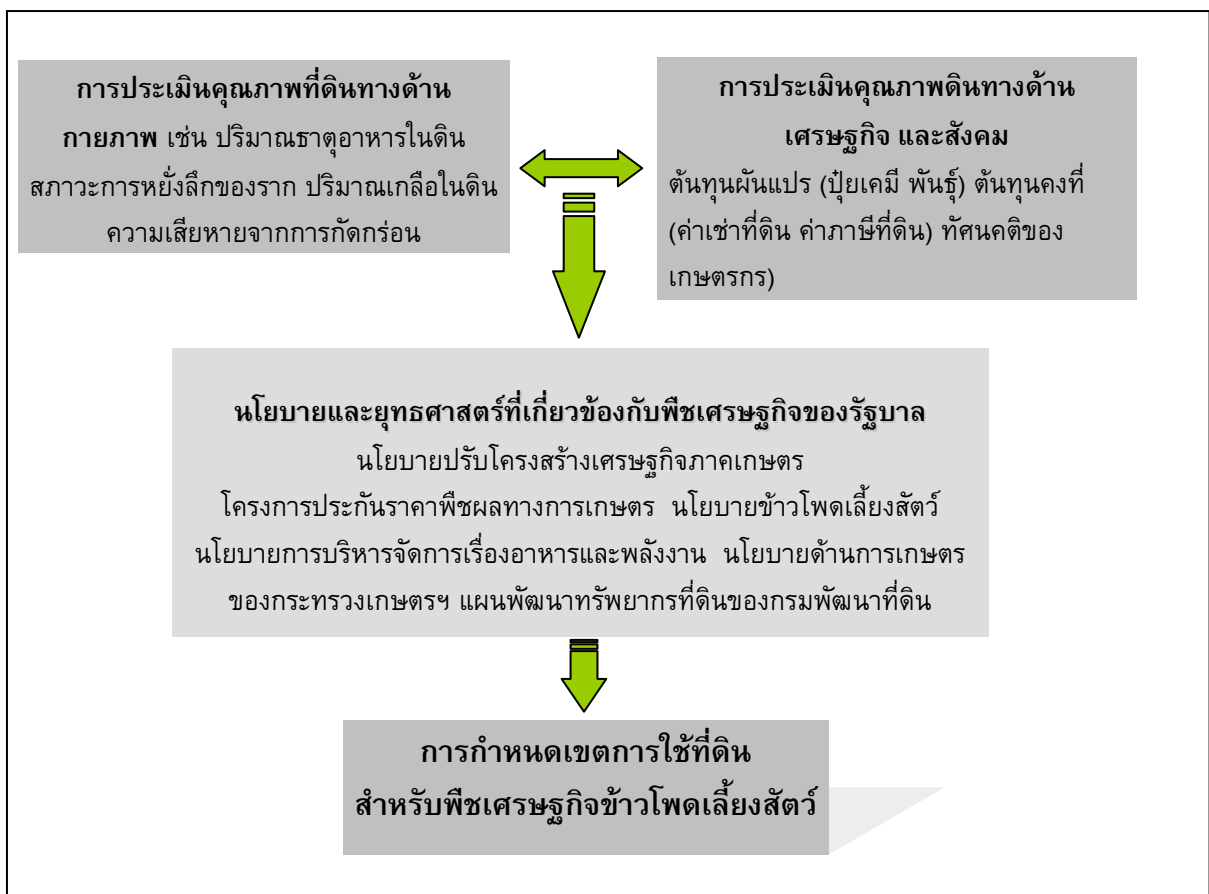 การประเมินคุณภาพที่ดินทางด้าน
กายภาพ เช่น ปริมาณธาตุอาหารในดิน
สภาวะการหยั่งลึกของราก ปริมาณเกลือในดิน
ความเสียหายจากการกัดกร่อน
การประเมินคุณภาพดินทางด้าน
เศรษฐกิจ และสังคม
ต้นทุนผันแปร (ปุ๋ยเคมี พันธุ์) ต้นทุนคงที่
(ค่าเช่าที่ดิน ค่าภาษีที่ดิน) ทัศนคติของ
เกษตรกร)
นโยบายและยุทธศาสตร์ที่เกี่ยวข้องกับพืชเศรษฐกิจของรัฐบาล
นโยบายปรับโครงสร้างเศรษฐกิจภาคเกษตร
โครงการประกันราคาพืชผลทางการเกษตร นโยบายข้าวโพดเลี้ยงสัตว์
นโยบายการบริหารจัดการเรื่องอาหารและพลังงาน นโยบายด้านการเกษตร
ของกระทรวงเกษตรฯ แผนพัฒนาทรัพยากรที่ดินของกรมพัฒนาที่ดิน
การกำหนดเขตการใช้ที่ดิน
สำหรับพืชเศรษฐกิจข้าวโพดเลี้ยงสัตว์